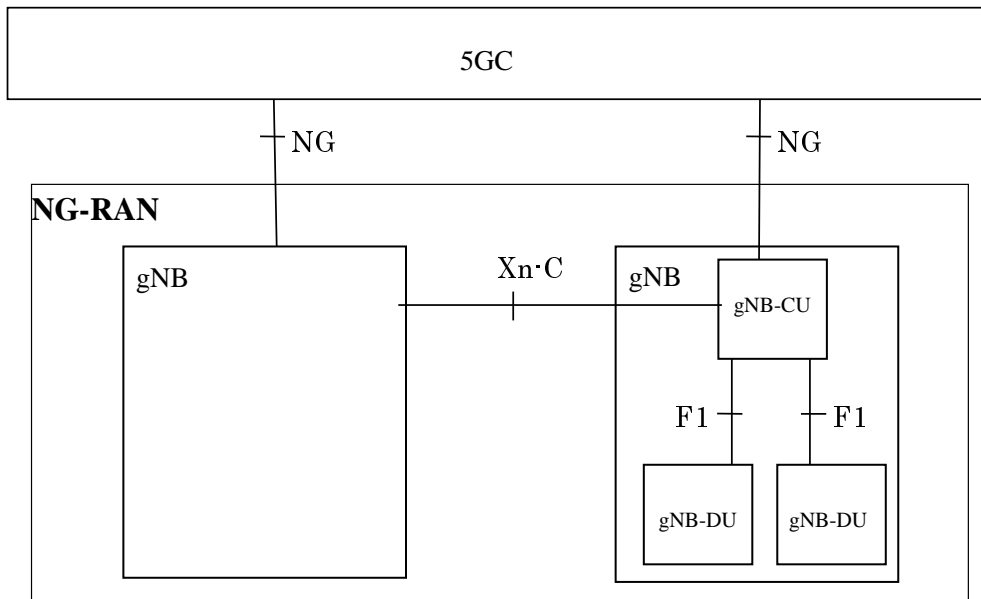 5GC
NG
NG
NG-RAN
gNB
Xn-C
gNB
gNB-CU
F1
F1
gNB-DU
gNB-DU